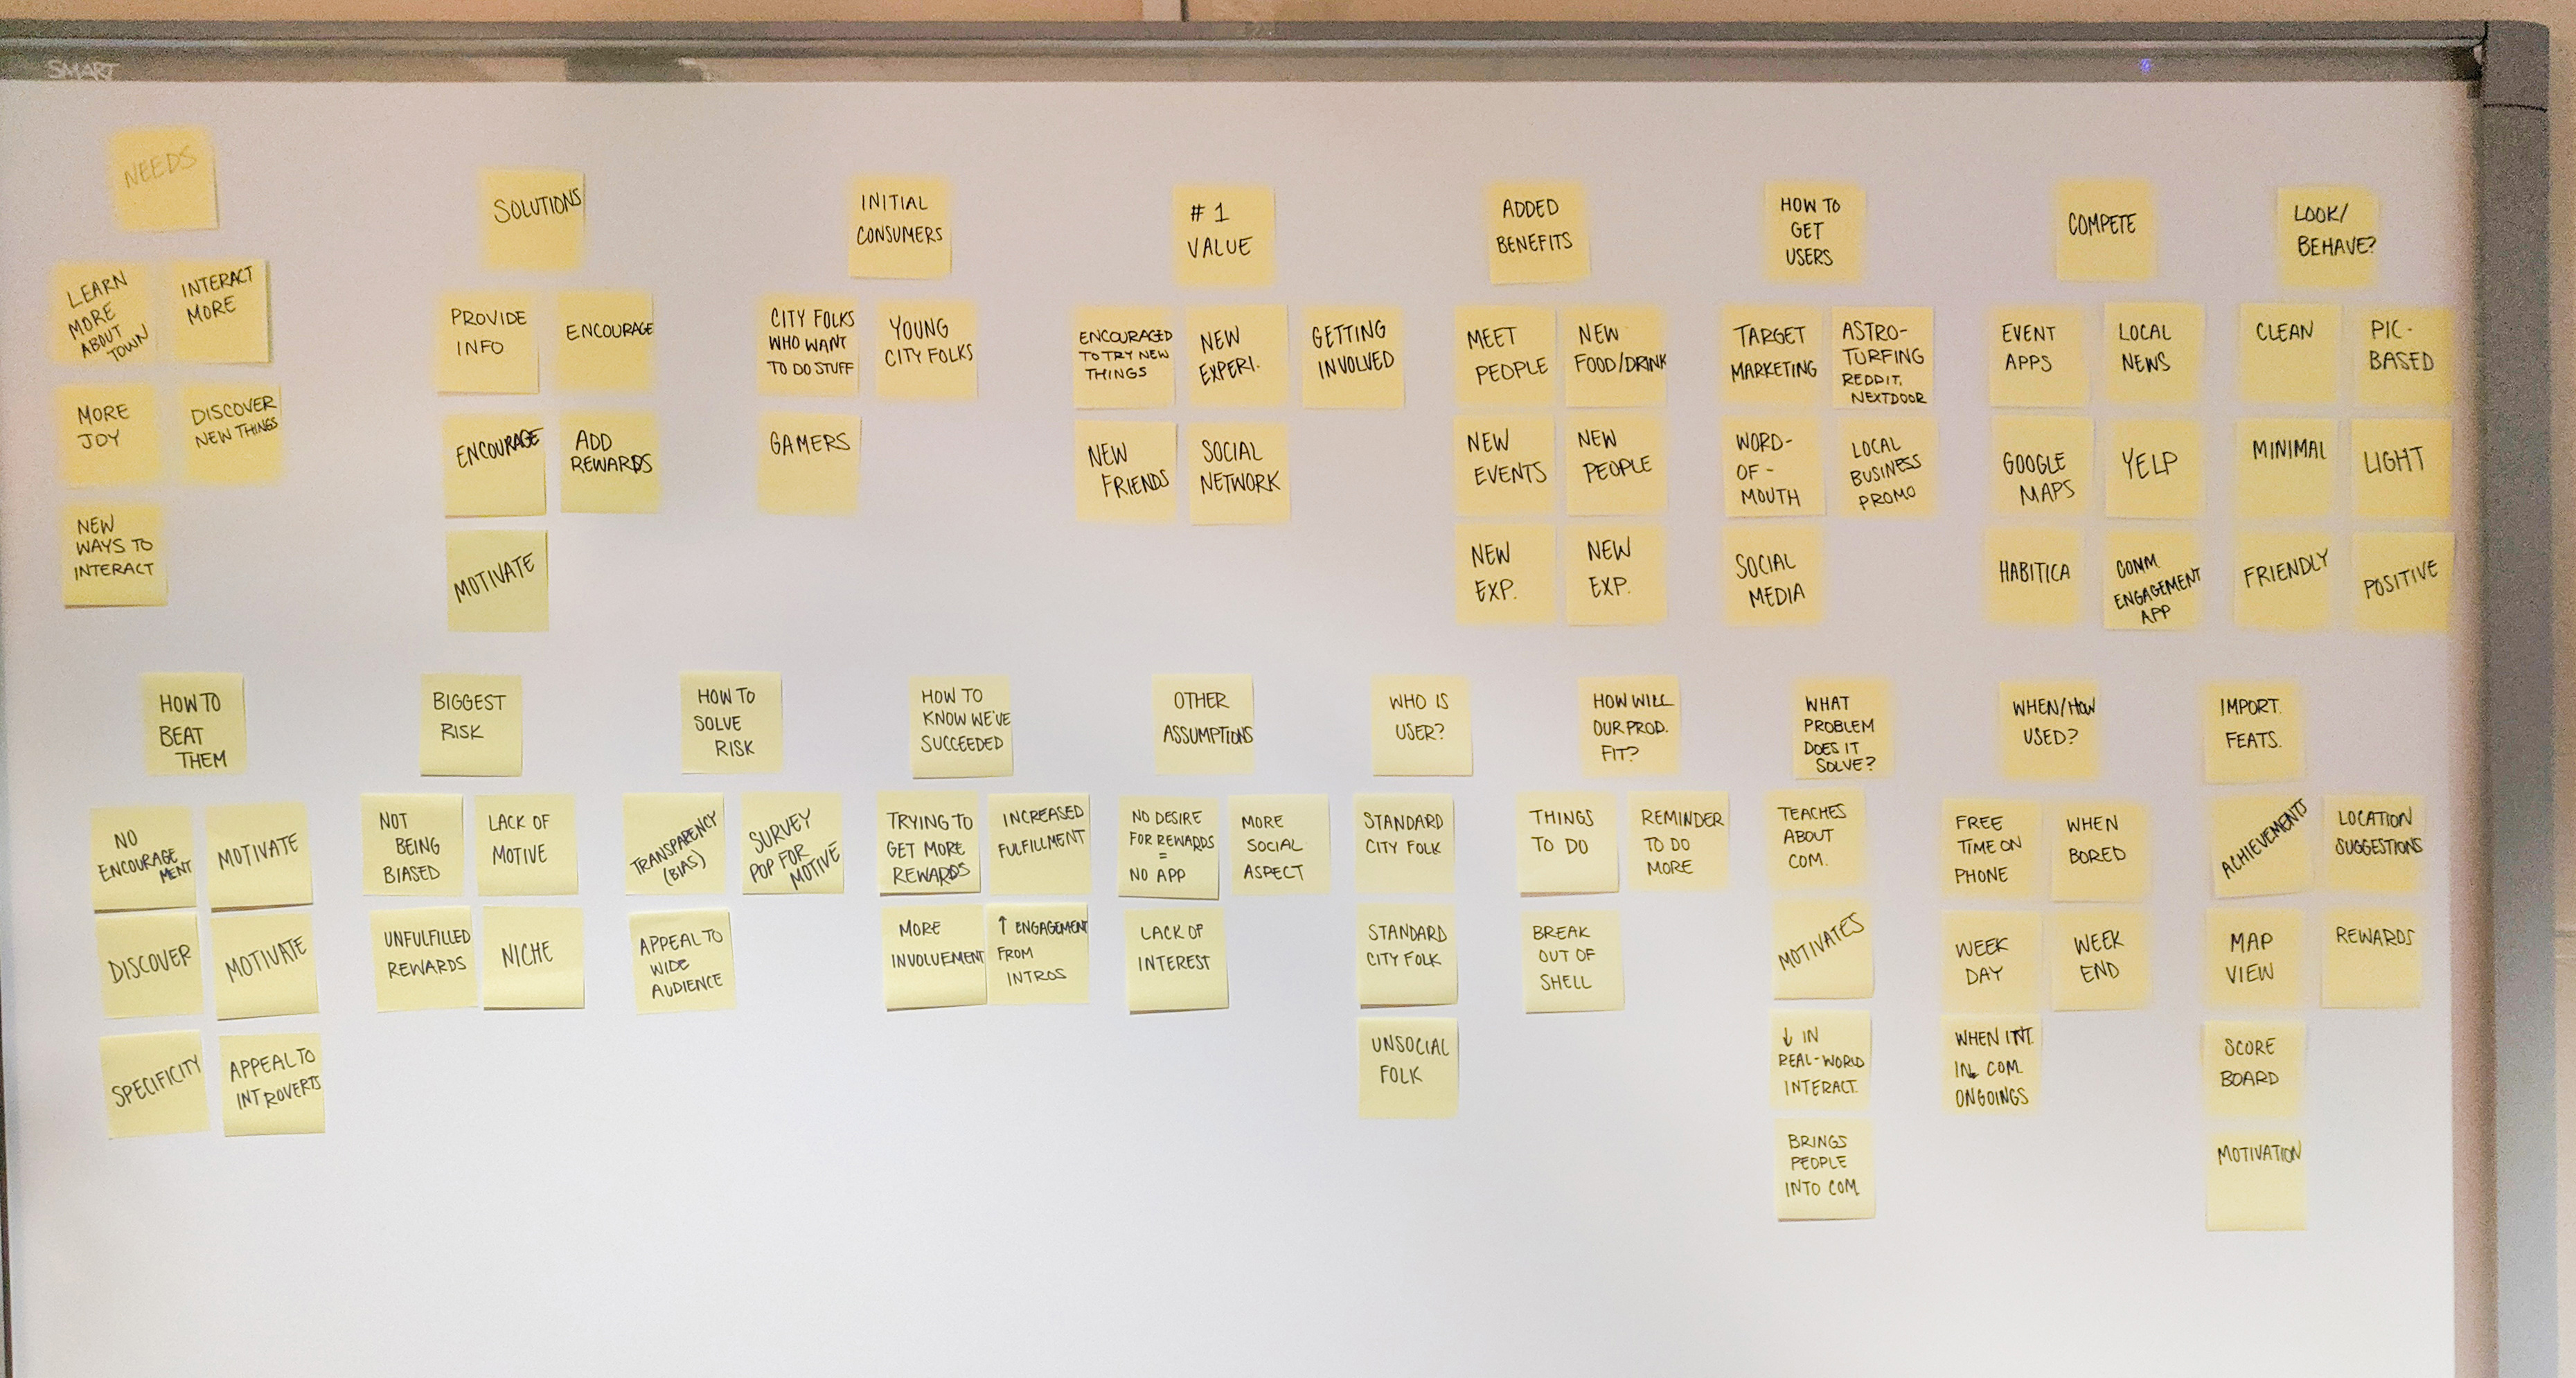 SMART
NEEDS
LEARN
MORE
ABOUT
TOWN
INTERACT
MORE
MORE
JOY
DISCOVER
NEW THINGS
NEW
WAYS TO
INTERACT
SOLUTIONS
PROVIDE
INFO
ENCOURAGE
ENCOURAGE
ADD
REWARDS
MOTIVATE
INITIAL
CONSUMERS
CITY FOLKS
WHO WANT
TO DO STUFF
YOUNG
CITY FOLKS
GAMERS
# 1
VALUE
ENCOURAGED
TO TRY NEW
THINGS
NEW
EXPERI.
GETTING
INVOLVED
NEW
FRIENDS
SOCIAL
NETWORK
ADDED
BENEFITS
MEET
PEOPLE
NEW
FOOD/DRINK
NEW
EVENTS
NEW
PEOPLE
NEW
EXP.
NEW
EXP.
HOW TO
GET
USERS
TARGET
MARKETING
ASTRO-
TURFING
REDDIT,
NEXTDOOR
WORD-
OF-
MOUTH
LOCAL
BUSINESS
PROMO
SOCIAL
MEDIA
COMPETE
EVENT
APPS
LOCAL
NEWS
GOOGLE
MAPS
YELP
HABITICA
COMM.
ENGAGEMENT
APP
LOOK/
BEHAVE?
CLEAN
PIC-
BASED
MINIMAL
LIGHT
FRIENDLY
POSITIVE
HOW TO
BEAT
THEM
NO
ENCOURAGE
MENT
MOTIVATE
DISCOVER
MOTIVATE
SPECIFICITY
APPEAL TO
INTROVERTS
BIGGEST
RISK
NOT
BEING
BIASED
LACK OF
MOTIVE
UNFULFILLED
REWARDS
NICHE
HOW TO
SOLVE
RISK
TRANSPARENCY
(BIAS)
SURVEY
POP FOR
MOTIVE
APPEAL TO
WIDE
AUDIENCE
HOW TO
KNOW WE'VE
SUCCEEDED
TRYING TO
GET MORE
REWARDS
INCREASED
FULFILLMENT
MORE
INVOLVEMENT
↑ ENGAGEMENT
FROM
INTROS
OTHER
ASSUMPTIONS
NO DESIRE
FOR REWARDS
=
NO APP
MORE
SOCIAL
ASPECT
LACK OF
INTEREST
WHO IS
USER?
STANDARD
CITY FOLK
STANDARD
CITY FOLK
UNSOCIAL
FOLK
HOW WILL
OUR PROD.
FIT?
THINGS
TO DO
REMINDER
TO DO
MORE
BREAK
OUT OF
SHELL
WHAT
PROBLEM
DOES IT
SOLVE?
TEACHES
ABOUT
COM.
MOTIVATES
↓ IN
REAL-WORLD
INTERACT.
BRINGS
PEOPLE
INTO COM.
WHEN/HOW
USED?
FREE
TIME ON
PHONE
WHEN
BORED
WEEK
DAY
WEEK
END
WHEN INT.
IN COM.
ONGOINGS
IMPORT.
FEATS.
ACHIEVEMENTS
LOCATION
SUGGESTIONS
MAP
VIEW
REWARDS
SCORE
BOARD
MOTIVATION